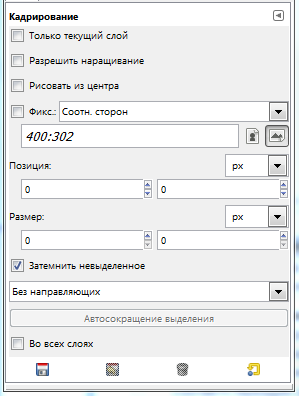 Кадрирование
Только текущий слой
Разрешить наращивание
Рисовать из центра
Фикс.: Соотн. сторон
400:302
Позиция: px
0 0
Размер: px
0 0
Затемнить невыделенное
Без направляющих
Автосокращение выделения
Во всех слоях